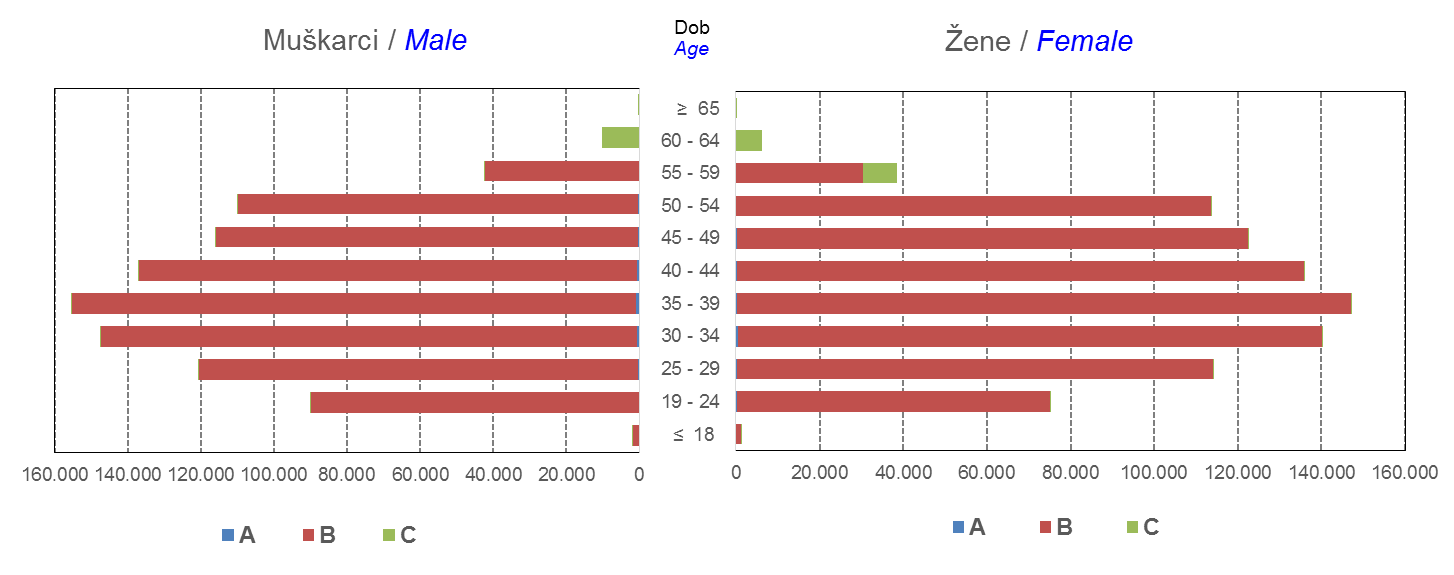 Muškarci / Male
Dob
Age
Žene / Female
≥ 65
60 - 64
55 - 59
50 - 54
45 - 49
40 - 44
35 - 39
30 - 34
25 - 29
19 - 24
≤ 18
160.000 140.000 120.000 100.000 80.000 60.000 40.000 20.000 0
0 20.000 40.000 60.000 80.000 100.000 120.000 140.000 160.000
A B C
A B C